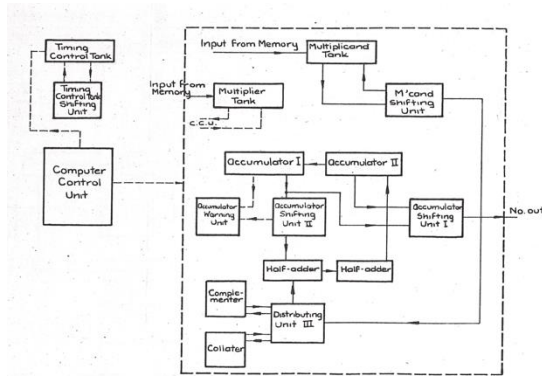 Timing
Control Tank
Timing
Control Tank
Shifting
Unit
Computer
Control
Unit
Input from Memory
Multiplicand
Tank
Input from
Memory
Multiplier
Tank
c.c.u.
M'cand
Shifting
Unit
Accumulator I
Accumulator II
Accumulator
Warning
Unit
Accumulator
Shifting
Unit II
Accumulator
Shifting
Unit I
No. out
Half-adder
Half-adder
Comple-
menter
Distributing
Unit III
Collater